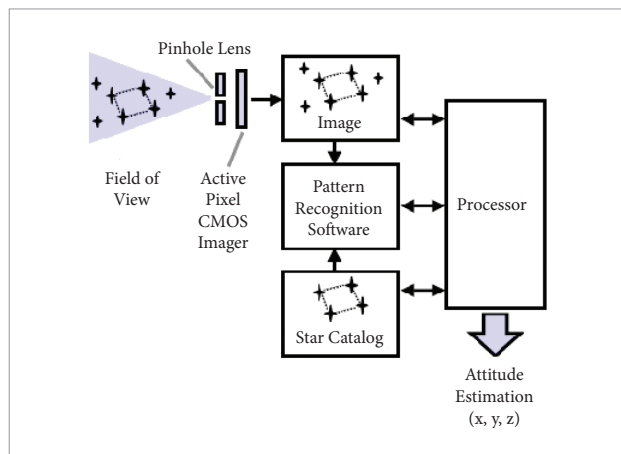 Pinhole Lens
Image
Field of
View
Active
Pixel
CMOS
Imager
Pattern
Recognition
Software
Processor
Star Catalog
Attitude
Estimation
(x, y, z)